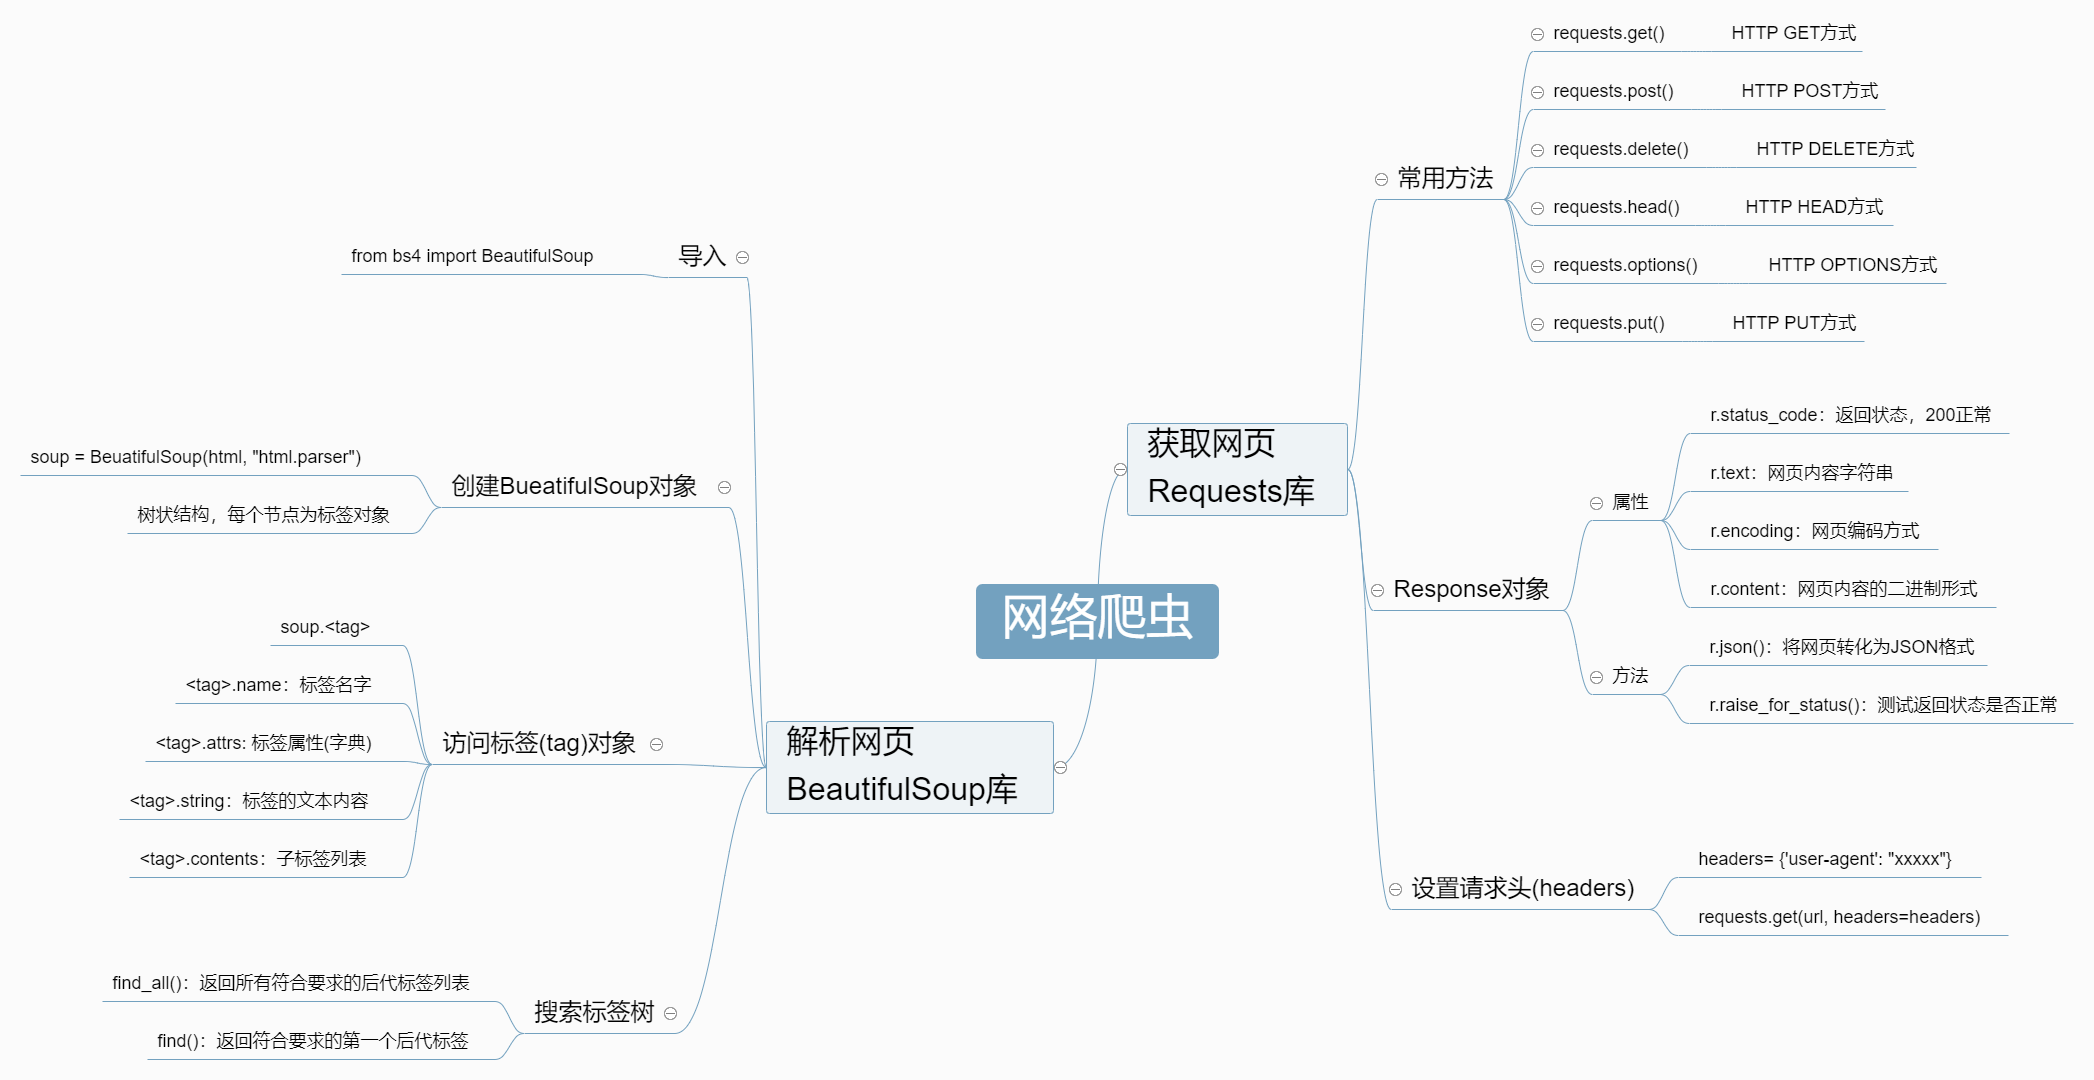 网络爬虫
获取网页
Requests库
常用方法
requests.get() HTTP GET方式
requests.post() HTTP POST方式
requests.delete() HTTP DELETE方式
requests.head() HTTP HEAD方式
requests.options() HTTP OPTIONS方式
requests.put() HTTP PUT方式
Response对象
属性
r.status_code：返回状态，200正常
r.text：网页内容字符串
r.encoding：网页编码方式
r.content：网页内容的二进制形式
方法
r.json()：将网页转化为JSON格式
r.raise_for_status()：测试返回状态是否正常
设置请求头(headers)
headers= {'user-agent': "xxxxx"}
requests.get(url, headers=headers)
解析网页
BeautifulSoup库
导入
from bs4 import BeautifulSoup
创建BueatifulSoup对象
soup = BeuatifulSoup(html, "html.parser")
树状结构，每个节点为标签对象
访问标签(tag)对象
soup.<tag>
<tag>.name：标签名字
<tag>.attrs: 标签属性(字典)
<tag>.string：标签的文本内容
<tag>.contents：子标签列表
搜索标签树
find_all()：返回所有符合要求的后代标签列表
find()：返回符合要求的第一个后代标签